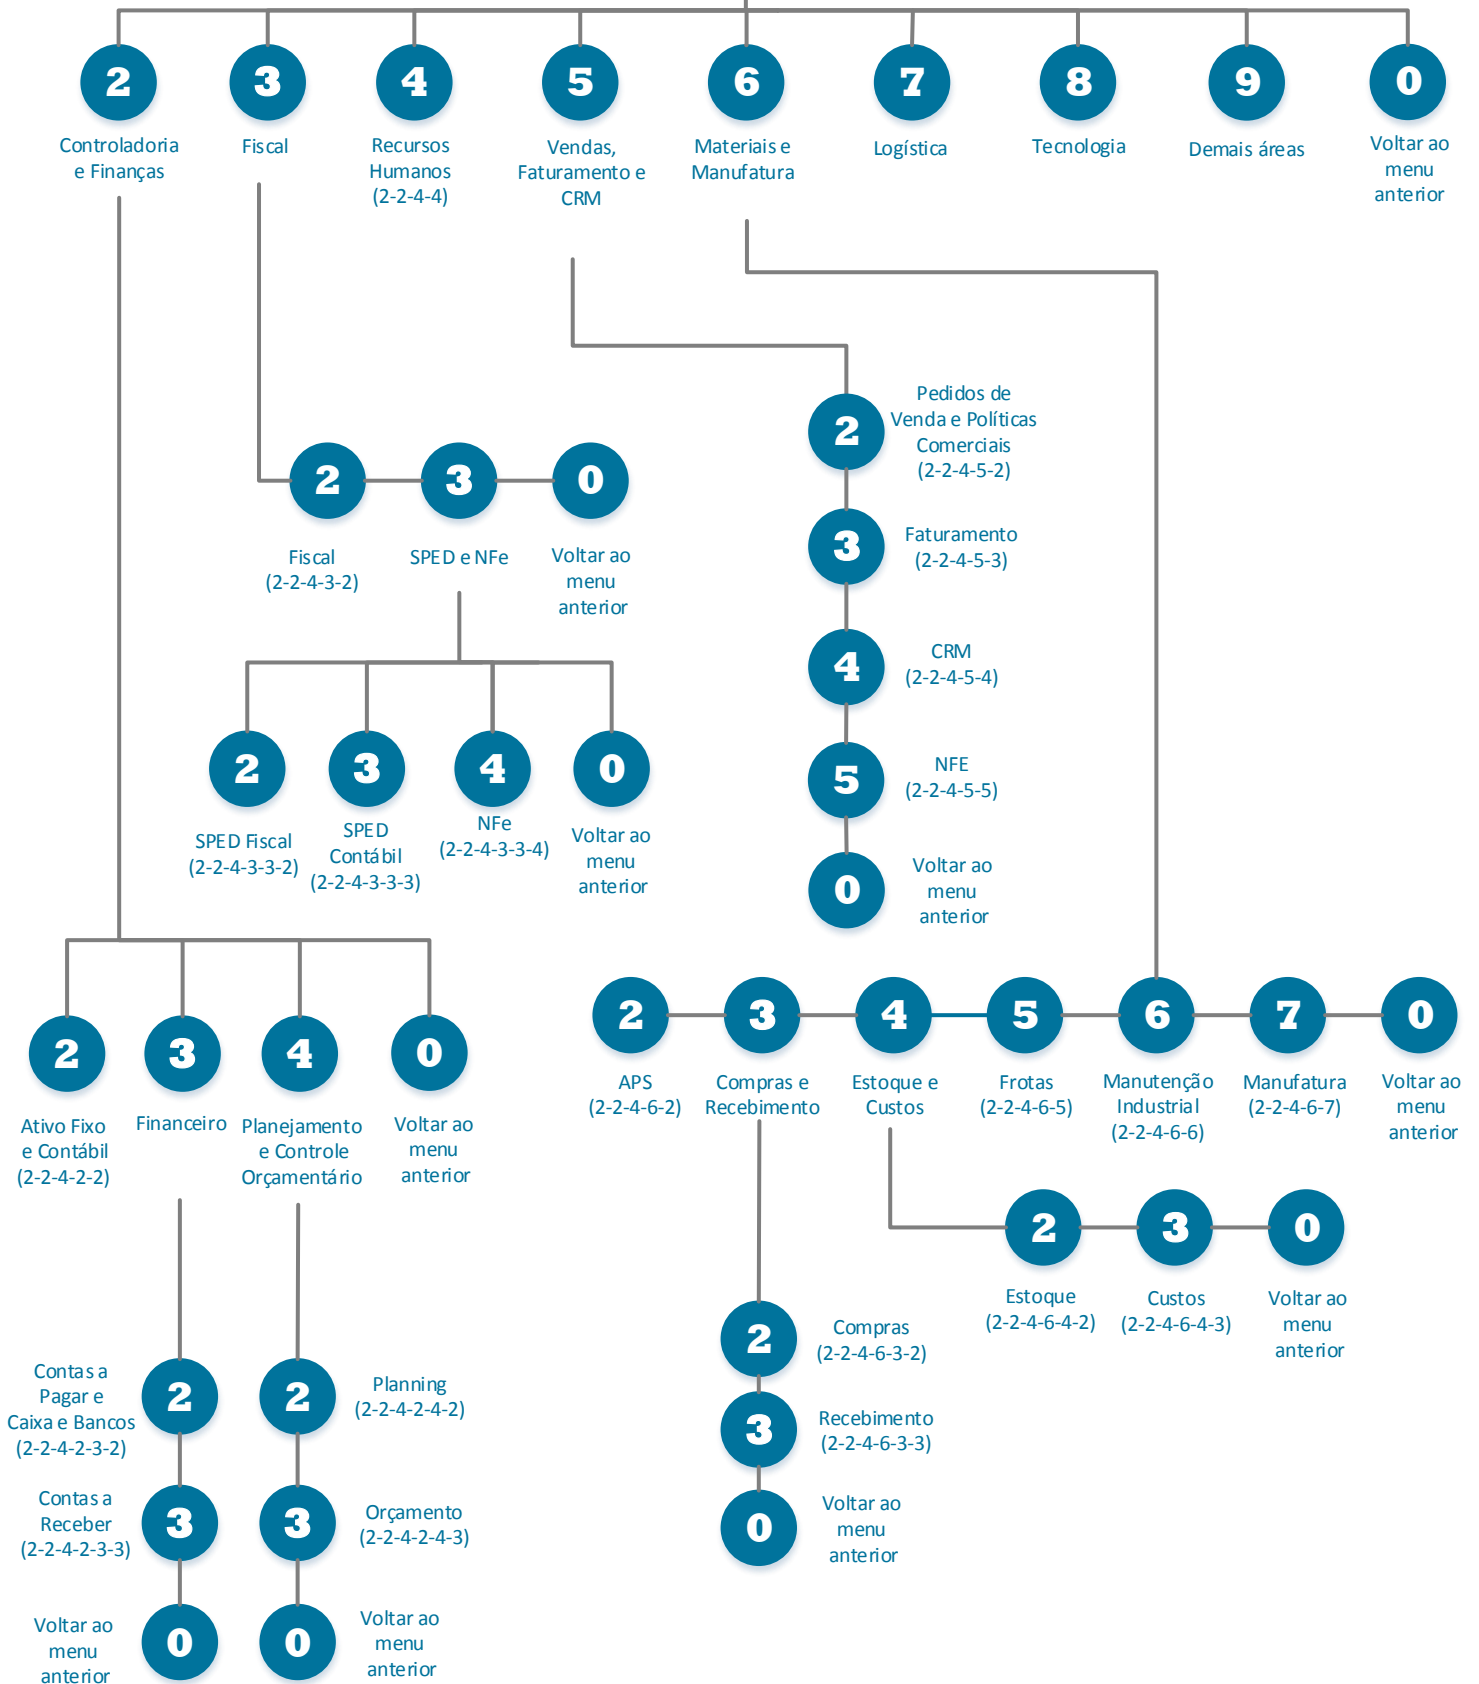 2
Controladoria
e Finanças
3
Fiscal
4
Recursos
Humanos
(2-2-4-4)
5
Vendas,
Faturamento e
CRM
6
Materiais e
Manufatura
7
Logística
8
Tecnologia
9
Demais áreas
0
Voltar ao
menu
anterior
2
Pedidos de
Venda e Políticas
Comerciais
(2-2-4-5-2)
3
Faturamento
(2-2-4-5-3)
4
CRM
(2-2-4-5-4)
5
NFE
(2-2-4-5-5)
0
Voltar ao
menu
anterior
2
Fiscal
(2-2-4-3-2)
3
SPED e NFe
0
Voltar ao
menu
anterior
2
SPED Fiscal
(2-2-4-3-3-2)
3
SPED
Contábil
(2-2-4-3-3-3)
4
NFe
(2-2-4-3-3-4)
0
Voltar ao
menu
anterior
2
Ativo Fixo
e Contábil
(2-2-4-2-2)
3
Financeiro
4
Planejamento
e Controle
Orçamentário
0
Voltar ao
menu
anterior
2
Contas a
Pagar e
Caixa e Bancos
(2-2-4-2-3-2)
3
Contas a
Receber
(2-2-4-2-3-3)
0
Voltar ao
menu
anterior
2
Planning
(2-2-4-2-4-2)
3
Orçamento
(2-2-4-2-4-3)
0
Voltar ao
menu
anterior
2
APS
(2-2-4-6-2)
3
Compras e
Recebimento
4
Estoque e
Custos
5
Frotas
(2-2-4-6-5)
6
Manutenção
Industrial
(2-2-4-6-6)
7
Manufatura
(2-2-4-6-7)
0
Voltar ao
menu
anterior
2
Estoque
(2-2-4-6-4-2)
3
Custos
(2-2-4-6-4-3)
0
Voltar ao
menu
anterior
2
Compras
(2-2-4-6-3-2)
3
Recebimento
(2-2-4-6-3-3)
0
Voltar ao
menu
anterior